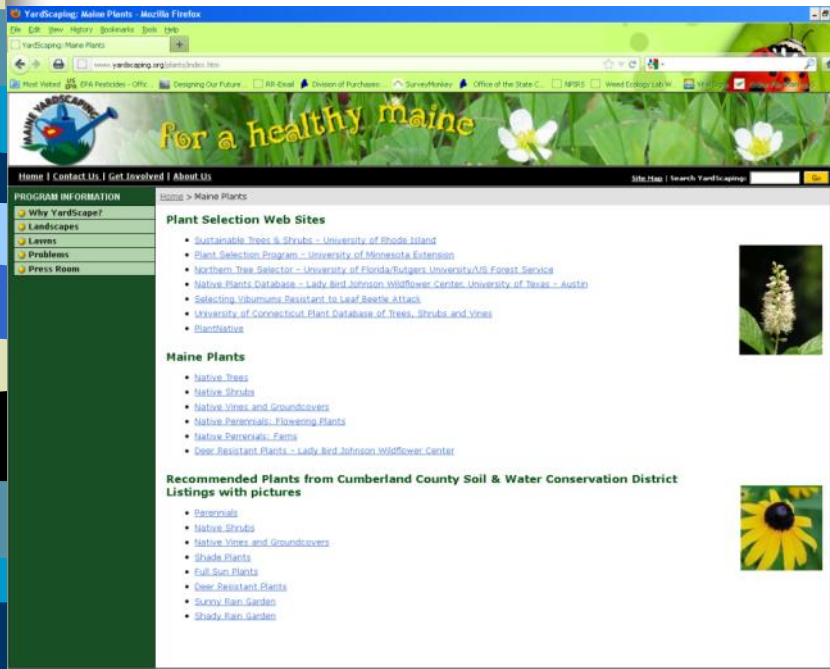 YardScaping: Maine Plants - Mozilla Firefox
File Edit View History Bookmarks Tools Help
YardScaping: Maine Plants
www.yardscaping.org/plants/index.htm
Most Visited EPA Pesticides - Offic... Designing Our Future ... RR-Email Division of Purchases: ... SurveyMonkey Office of the State C... NPIRS Weed Ecology Lab W...
MAINE YARDSCAPING
for a healthy maine
Home | Contact Us | Get Involved | About Us
Site Map | Search YardScaping: Go
PROGRAM INFORMATION
Why YardScape?
Landscapes
Lawns
Problems
Press Room
Home > Maine Plants
Plant Selection Web Sites
Sustainable Trees & Shrubs - University of Rhode Island
Plant Selection Program - University of Minnesota Extension
Northern Tree Selector - University of Florida/Rutgers University/US Forest Service
Native Plants Database - Lady Bird Johnson Wildflower Center, University of Texas - Austin
Selecting Viburnums Resistant to Leaf Beetle Attack
University of Connecticut Plant Database of Trees, Shrubs and Vines
PlantNative
Maine Plants
Native Trees
Native Shrubs
Native Vines and Groundcovers
Native Perennials: Flowering Plants
Native Perrenials: Ferns
Deer Resistant Plants - Lady Bird Johnson Wildflower Center
Recommended Plants from Cumberland County Soil & Water Conservation District
Listings with pictures
Perennials
Native Shrubs
Native Vines and Groundcovers
Shade Plants
Full Sun Plants
Deer Resistant Plants
Sunny Rain Garden
Shady Rain Garden